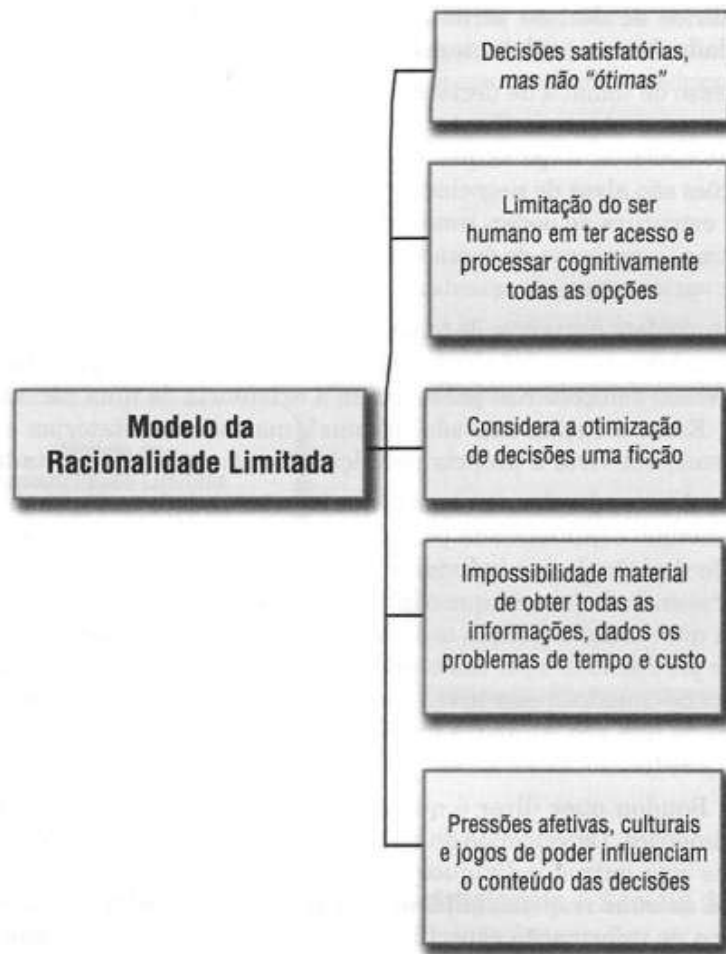 Decisões satisfatórias,
mas não “ótimas”
Limitação do ser
humano em ter acesso e
processar cognitivamente
todas as opções
Modelo da
Racionalidade Limitada
Considera a otimização
de decisões uma ficção
Impossibilidade material
de obter todas as
informações, dados os
problemas de tempo e custo
Pressões afetivas, culturais
e jogos de poder influenciam
o conteúdo das decisões